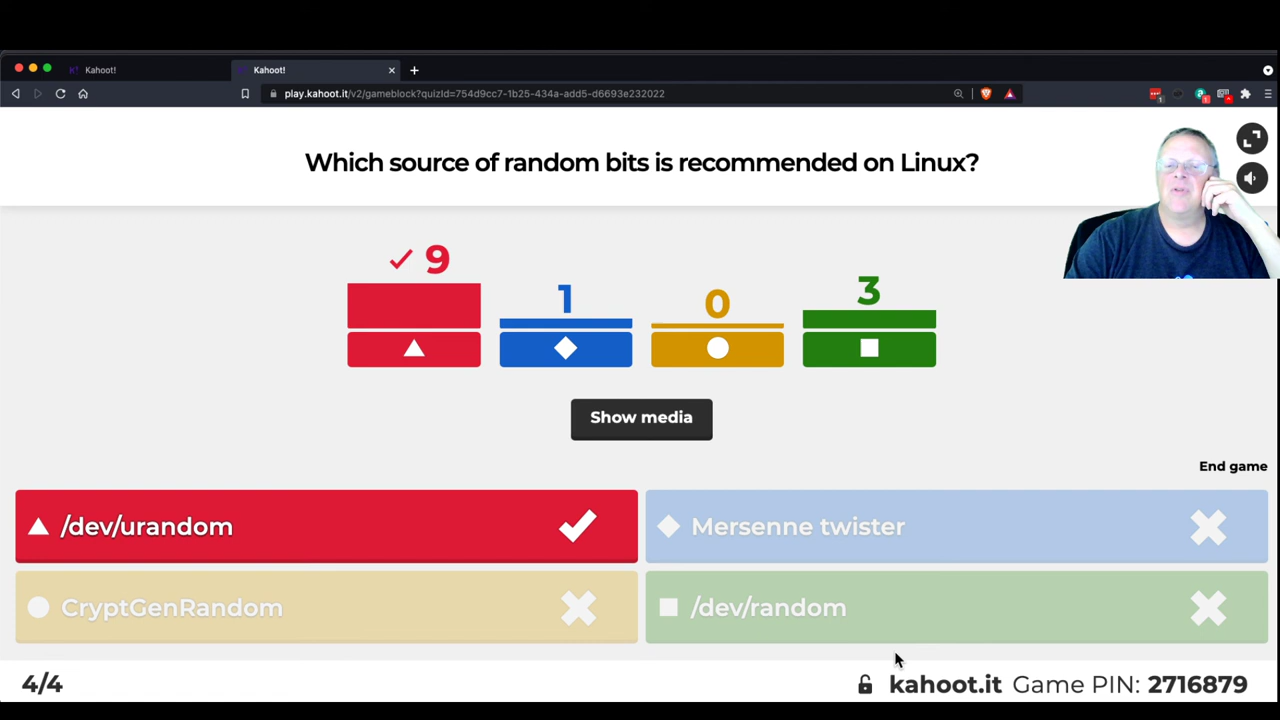 Kahoot!
Kahoot!
play.kahoot.it/v2/gameblock?quizId=754d9cc7-1b25-434a-add5-d6693e232022
Which source of random bits is recommended on Linux?
9
1
0
3
Show media
End game
/dev/urandom
Mersenne twister
CryptGenRandom
/dev/random
4/4
kahoot.it Game PIN: 2716879